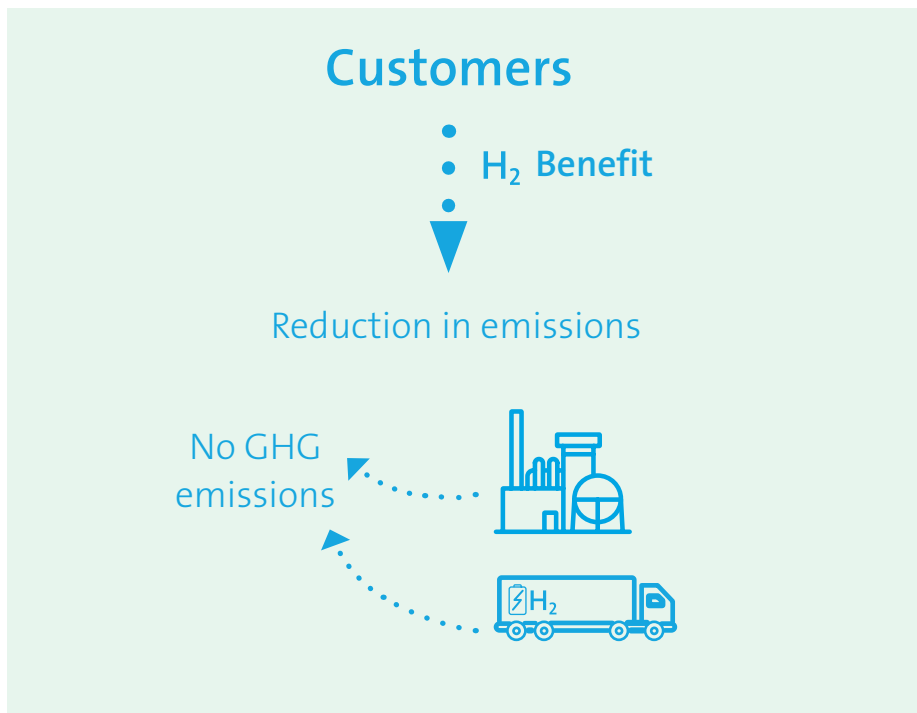 Customers
H₂ Benefit
Reduction in emissions
No GHG
emissions
H₂